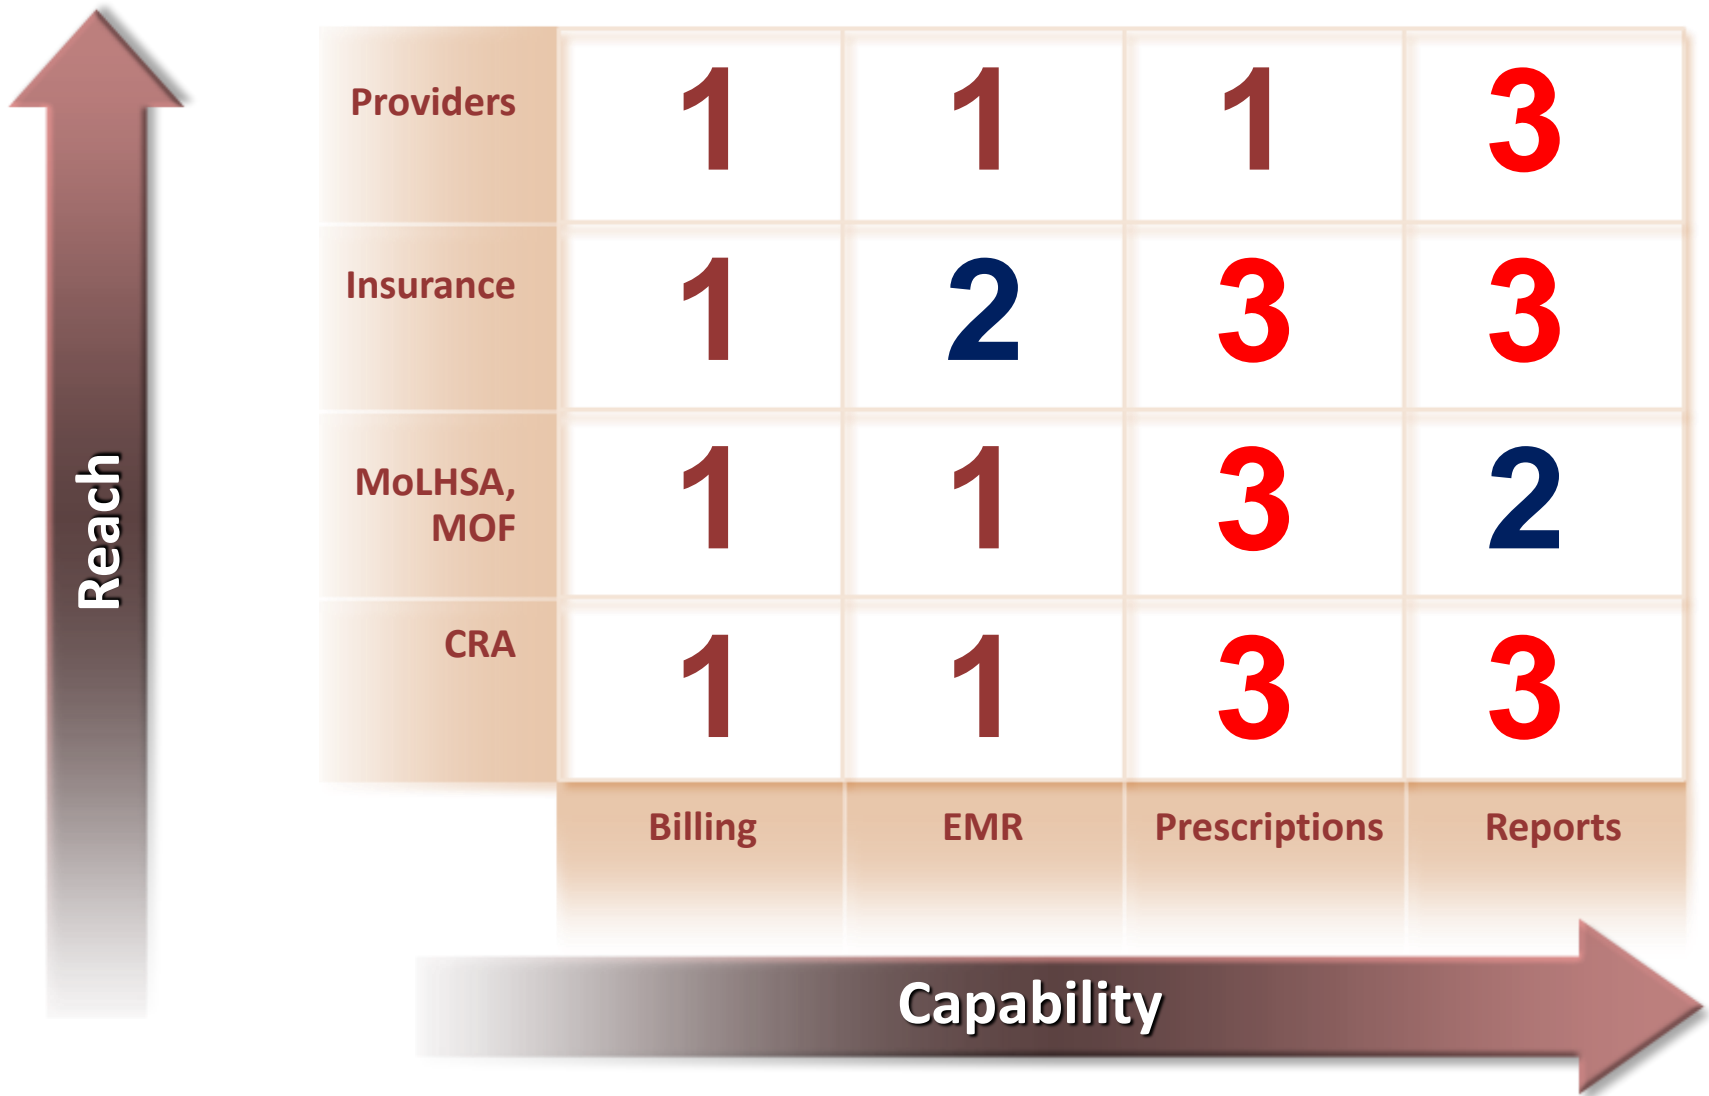 Providers 1 1 1 3
Insurance 1 2 3 3
MoLHSA,
MOF 1 1 3 2
CRA 1 1 3 3
Billing EMR Prescriptions Reports
Reach
Capability